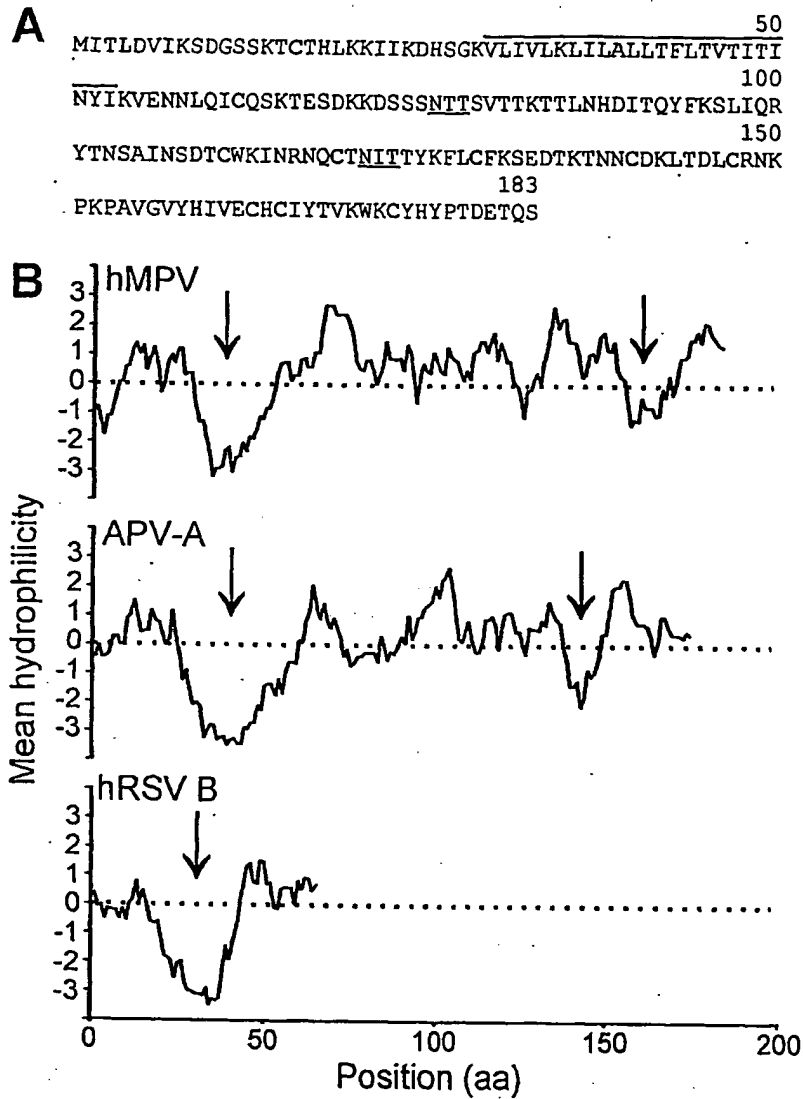 A
50
MITLDVIKSDGSSKTCTHLKKIIKDHSGKVLIVLKLILALLTFLTVTITI
100
NYIKVENNLQICQSKTESDKKDSSSNTTSVTTKTTLNHDITQYFKSLIQR
150
YTNSAINSDTCWKINRNQCTNITTYKFLCFKSEDTKTNNCDKLTDLCRNK
183
PKPAVGVYHIVECHCIYTVKWKCYHYPTDETQS
B
hMPV
3
2
1
0
-1
-2
-3
APV-A
3
2
1
0
-1
-2
-3
Mean hydrophilicity
hRSV B
3
2
1
0
-1
-2
-3
0 50 100 150 200
Position (aa)